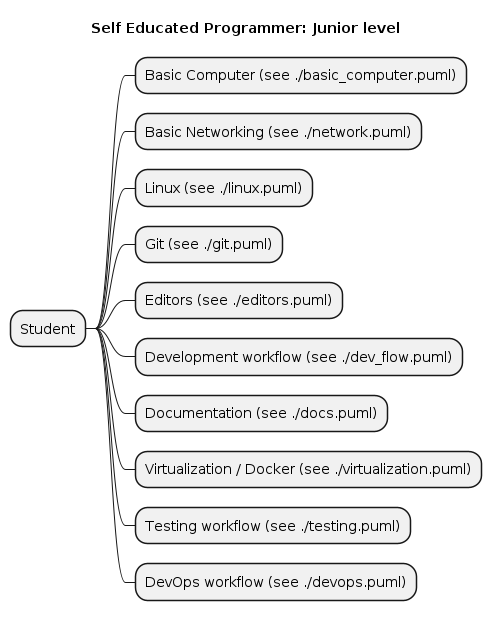 Self Educated Programmer: Junior level
Basic Computer (see ./basic_computer.puml)
Basic Networking (see ./network.puml)
Linux (see ./linux.puml)
Git (see ./git.puml)
Editors (see ./editors.puml)
Student
Development workflow (see ./dev_flow.puml)
Documentation (see ./docs.puml)
Virtualization / Docker (see ./virtualization.puml)
Testing workflow (see ./testing.puml)
DevOps workflow (see ./devops.puml)